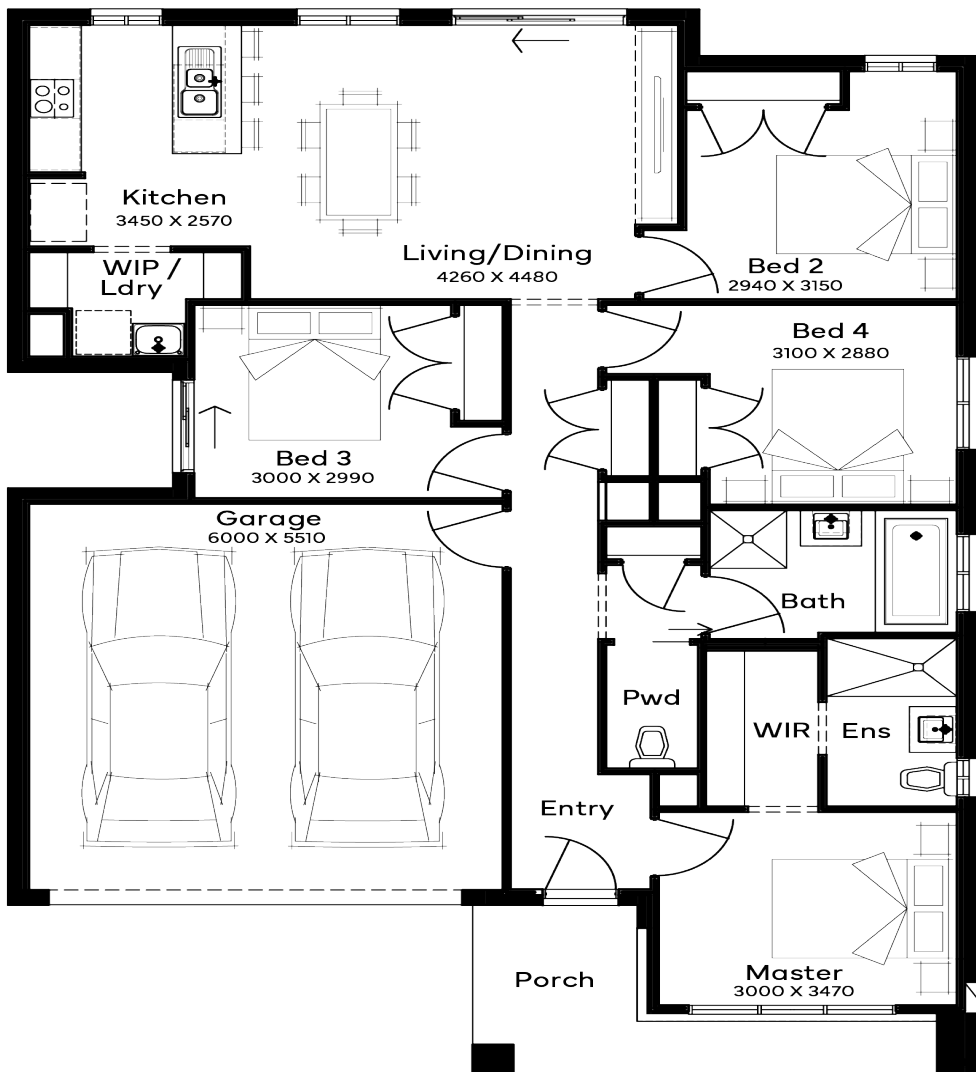 Kitchen
3450 X 2570
WIP /
Ldry
Living/Dining
4260 X 4480
Bed 2
2940 X 3150
Bed 4
3100 X 2880
Bed 3
3000 X 2990
Garage
6000 X 5510
Bath
Pwd
WIR
Ens
Entry
Master
3000 X 3470
Porch